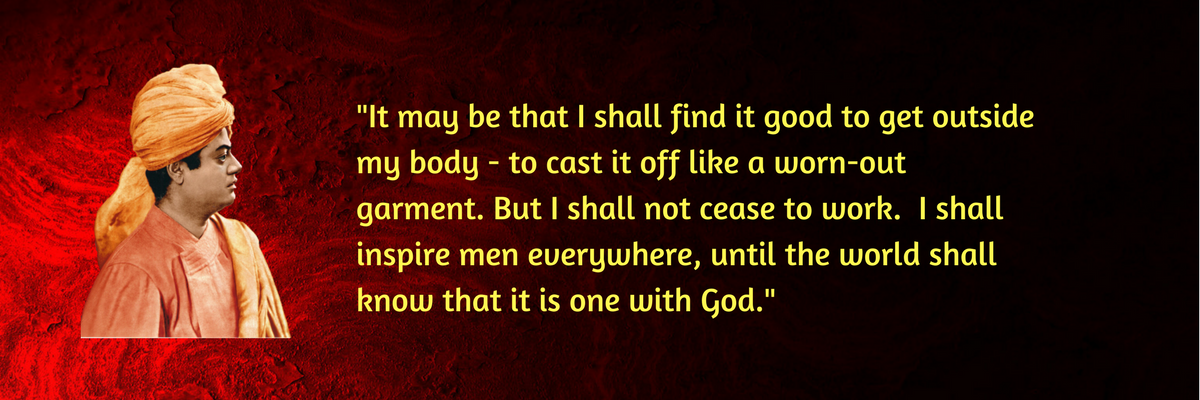 "It may be that I shall find it good to get outside
my body - to cast it off like a worn-out
garment. But I shall not cease to work.  I shall
inspire men everywhere, until the world shall
know that it is one with God."